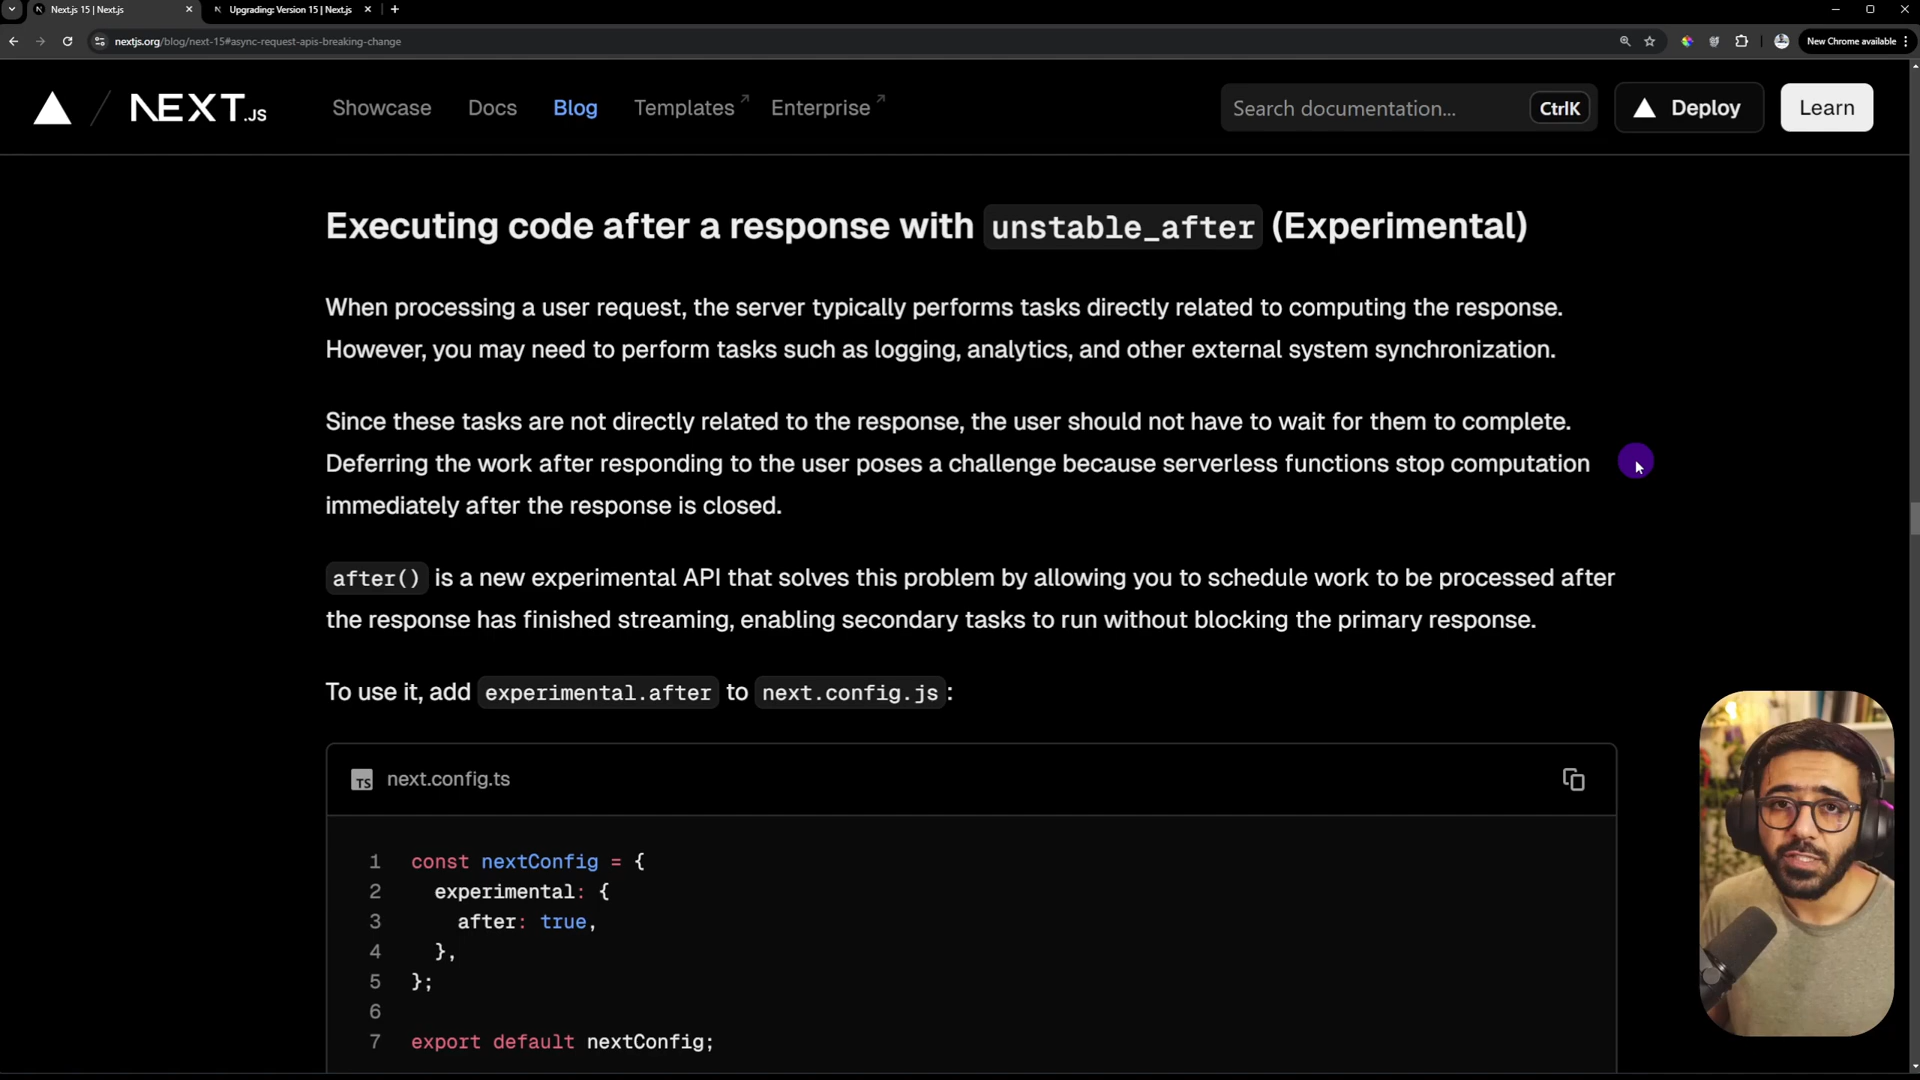 Next.js 15 | Next.js
Upgrading: Version 15 | Next.js
nextjs.org/blog/next-15#async-request-apis-breaking-change
New Chrome available
NEXT.JS
Showcase
Docs
Blog
Templates
Enterprise
Search documentation...
CtrlK
Deploy
Learn
Executing code after a response with unstable_after (Experimental)
When processing a user request, the server typically performs tasks directly related to computing the response.
However, you may need to perform tasks such as logging, analytics, and other external system synchronization.
Since these tasks are not directly related to the response, the user should not have to wait for them to complete.
Deferring the work after responding to the user poses a challenge because serverless functions stop computation
immediately after the response is closed.
after() is a new experimental API that solves this problem by allowing you to schedule work to be processed after
the response has finished streaming, enabling secondary tasks to run without blocking the primary response.
To use it, add experimental.after to next.config.js:
TS next.config.ts
1 const nextConfig = {
2 experimental: {
3 after: true,
4 },
5 };
6
7 export default nextConfig;